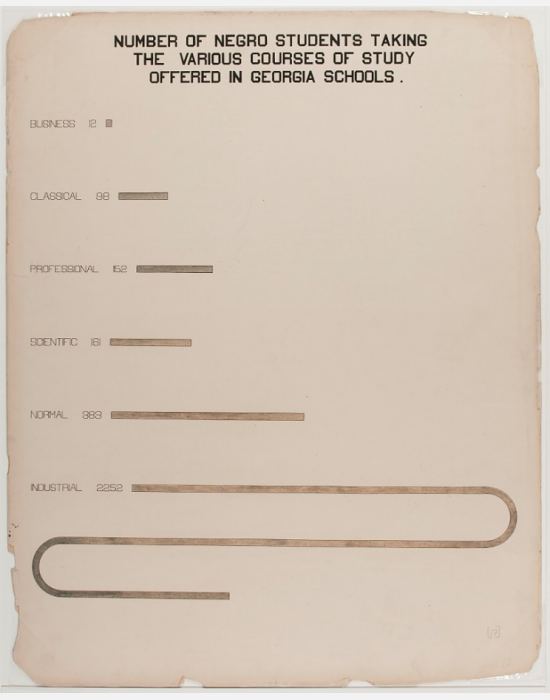 NUMBER OF NEGRO STUDENTS TAKING
THE VARIOUS COURSES OF STUDY
OFFERED IN GEORGIA SCHOOLS.
BUSINESS 12
CLASSICAL 98
PROFESSIONAL 152
SCIENTIFIC 161
NORMAL 383
INDUSTRIAL 2252